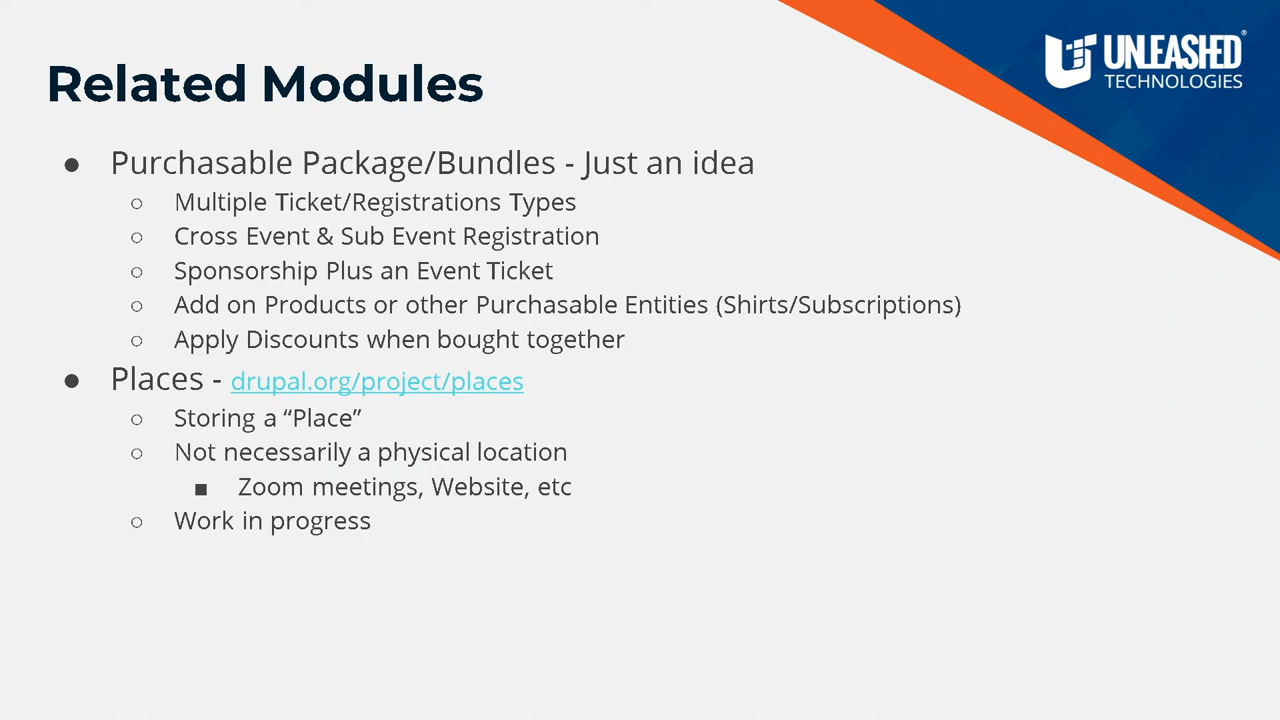 UNLEASHED®
TECHNOLOGIES
Related Modules
● Purchasable Package/Bundles - Just an idea
○ Multiple Ticket/Registrations Types
○ Cross Event & Sub Event Registration
○ Sponsorship Plus an Event Ticket
○ Add on Products or other Purchasable Entities (Shirts/Subscriptions)
○ Apply Discounts when bought together
● Places - drupal.org/project/places
○ Storing a “Place”
○ Not necessarily a physical location
■ Zoom meetings, Website, etc
○ Work in progress